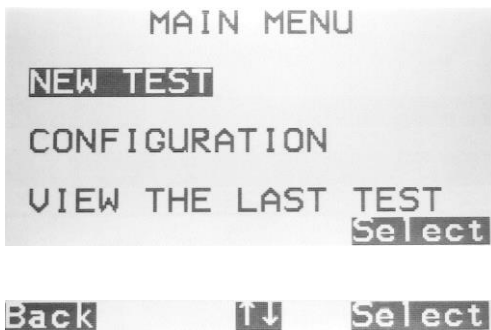 MAIN MENU
NEW TEST
CONFIGURATION
VIEW THE LAST TEST
Select
Back ↑↓ Select